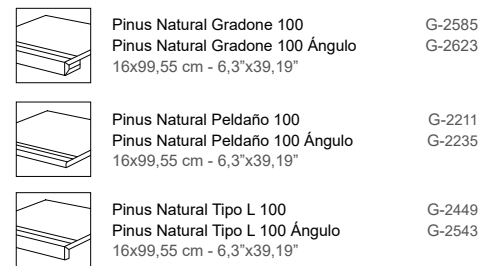 Pinus Natural Gradone 100 G-2585
Pinus Natural Gradone 100 Ángulo G-2623
16x99,55 cm - 6,3”x39,19”
Pinus Natural Peldaño 100 G-2211
Pinus Natural Peldaño 100 Ángulo G-2235
16x99,55 cm - 6,3”x39,19”
Pinus Natural Tipo L 100 G-2449
Pinus Natural Tipo L 100 Ángulo G-2543
16x99,55 cm - 6,3”x39,19”